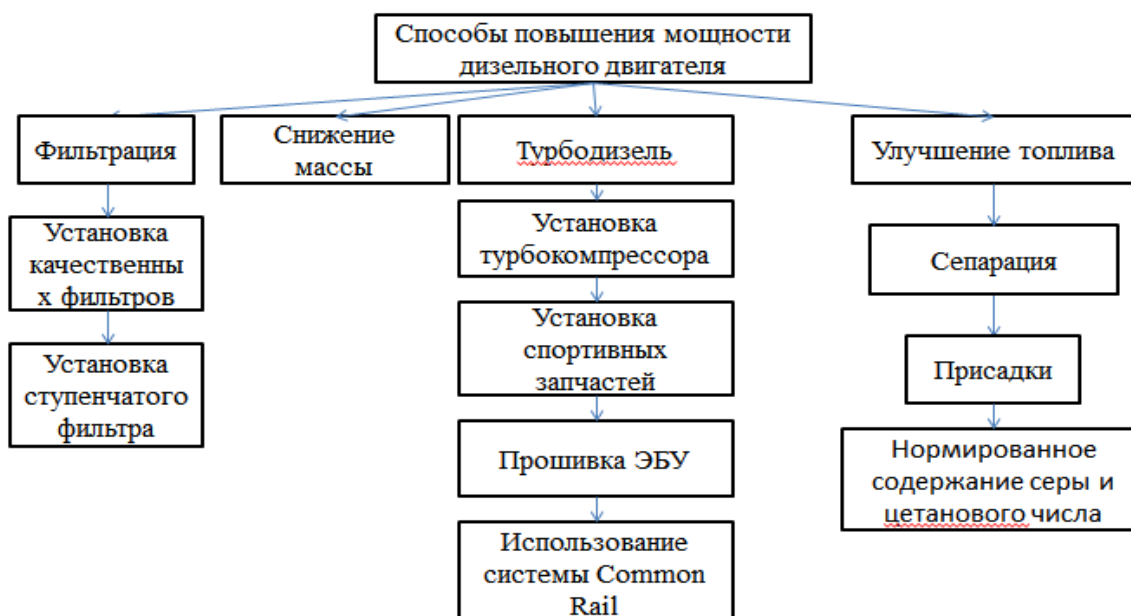 Способы повышения мощности
дизельного двигателя
Фильтрация
Снижение
массы
Турбодизель
Улучшение топлива
Установка
качественны
х фильтров
Установка
ступенчатого
фильтра
Установка
турбокомпрессора
Установка
спортивных
запчастей
Прошивка ЭБУ
Использование
системы Common
Rail
Сепарация
Присадки
Нормированное
содержание серы и
цетанового числа